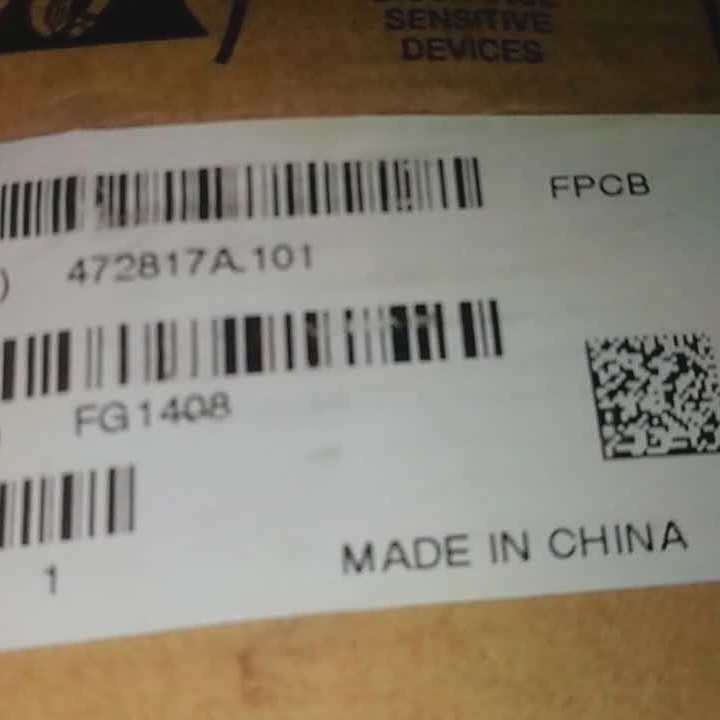 SENSITIVE
DEVICES
FPCB
) 472817A.101
FG1408
1
MADE IN CHINA